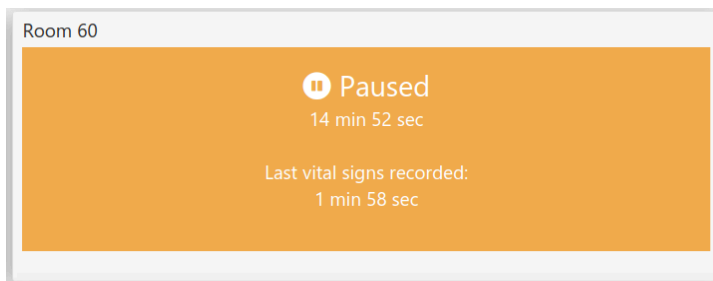 Room 60
Paused
14 min 52 sec
Last vital signs recorded:
1 min 58 sec